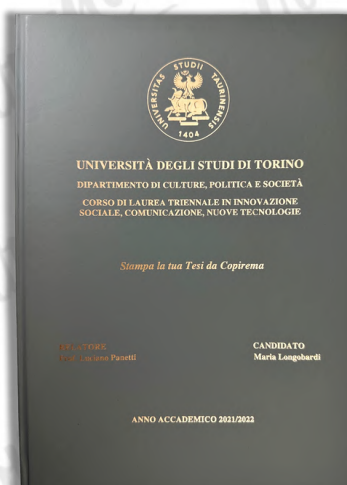 UNIVERSITAS STUDII TAURINENSIS
1404
UNIVERSITÀ DEGLI STUDI DI TORINO
DIPARTIMENTO DI CULTURE, POLITICA E SOCIETÀ
CORSO DI LAUREA TRIENNALE IN INNOVAZIONE
SOCIALE, COMUNICAZIONE, NUOVE TECNOLOGIE
Stampa la tua Tesi da Copirema
CANDIDATO
Maria Longobardi
ANNO ACCADEMICO 2021/2022